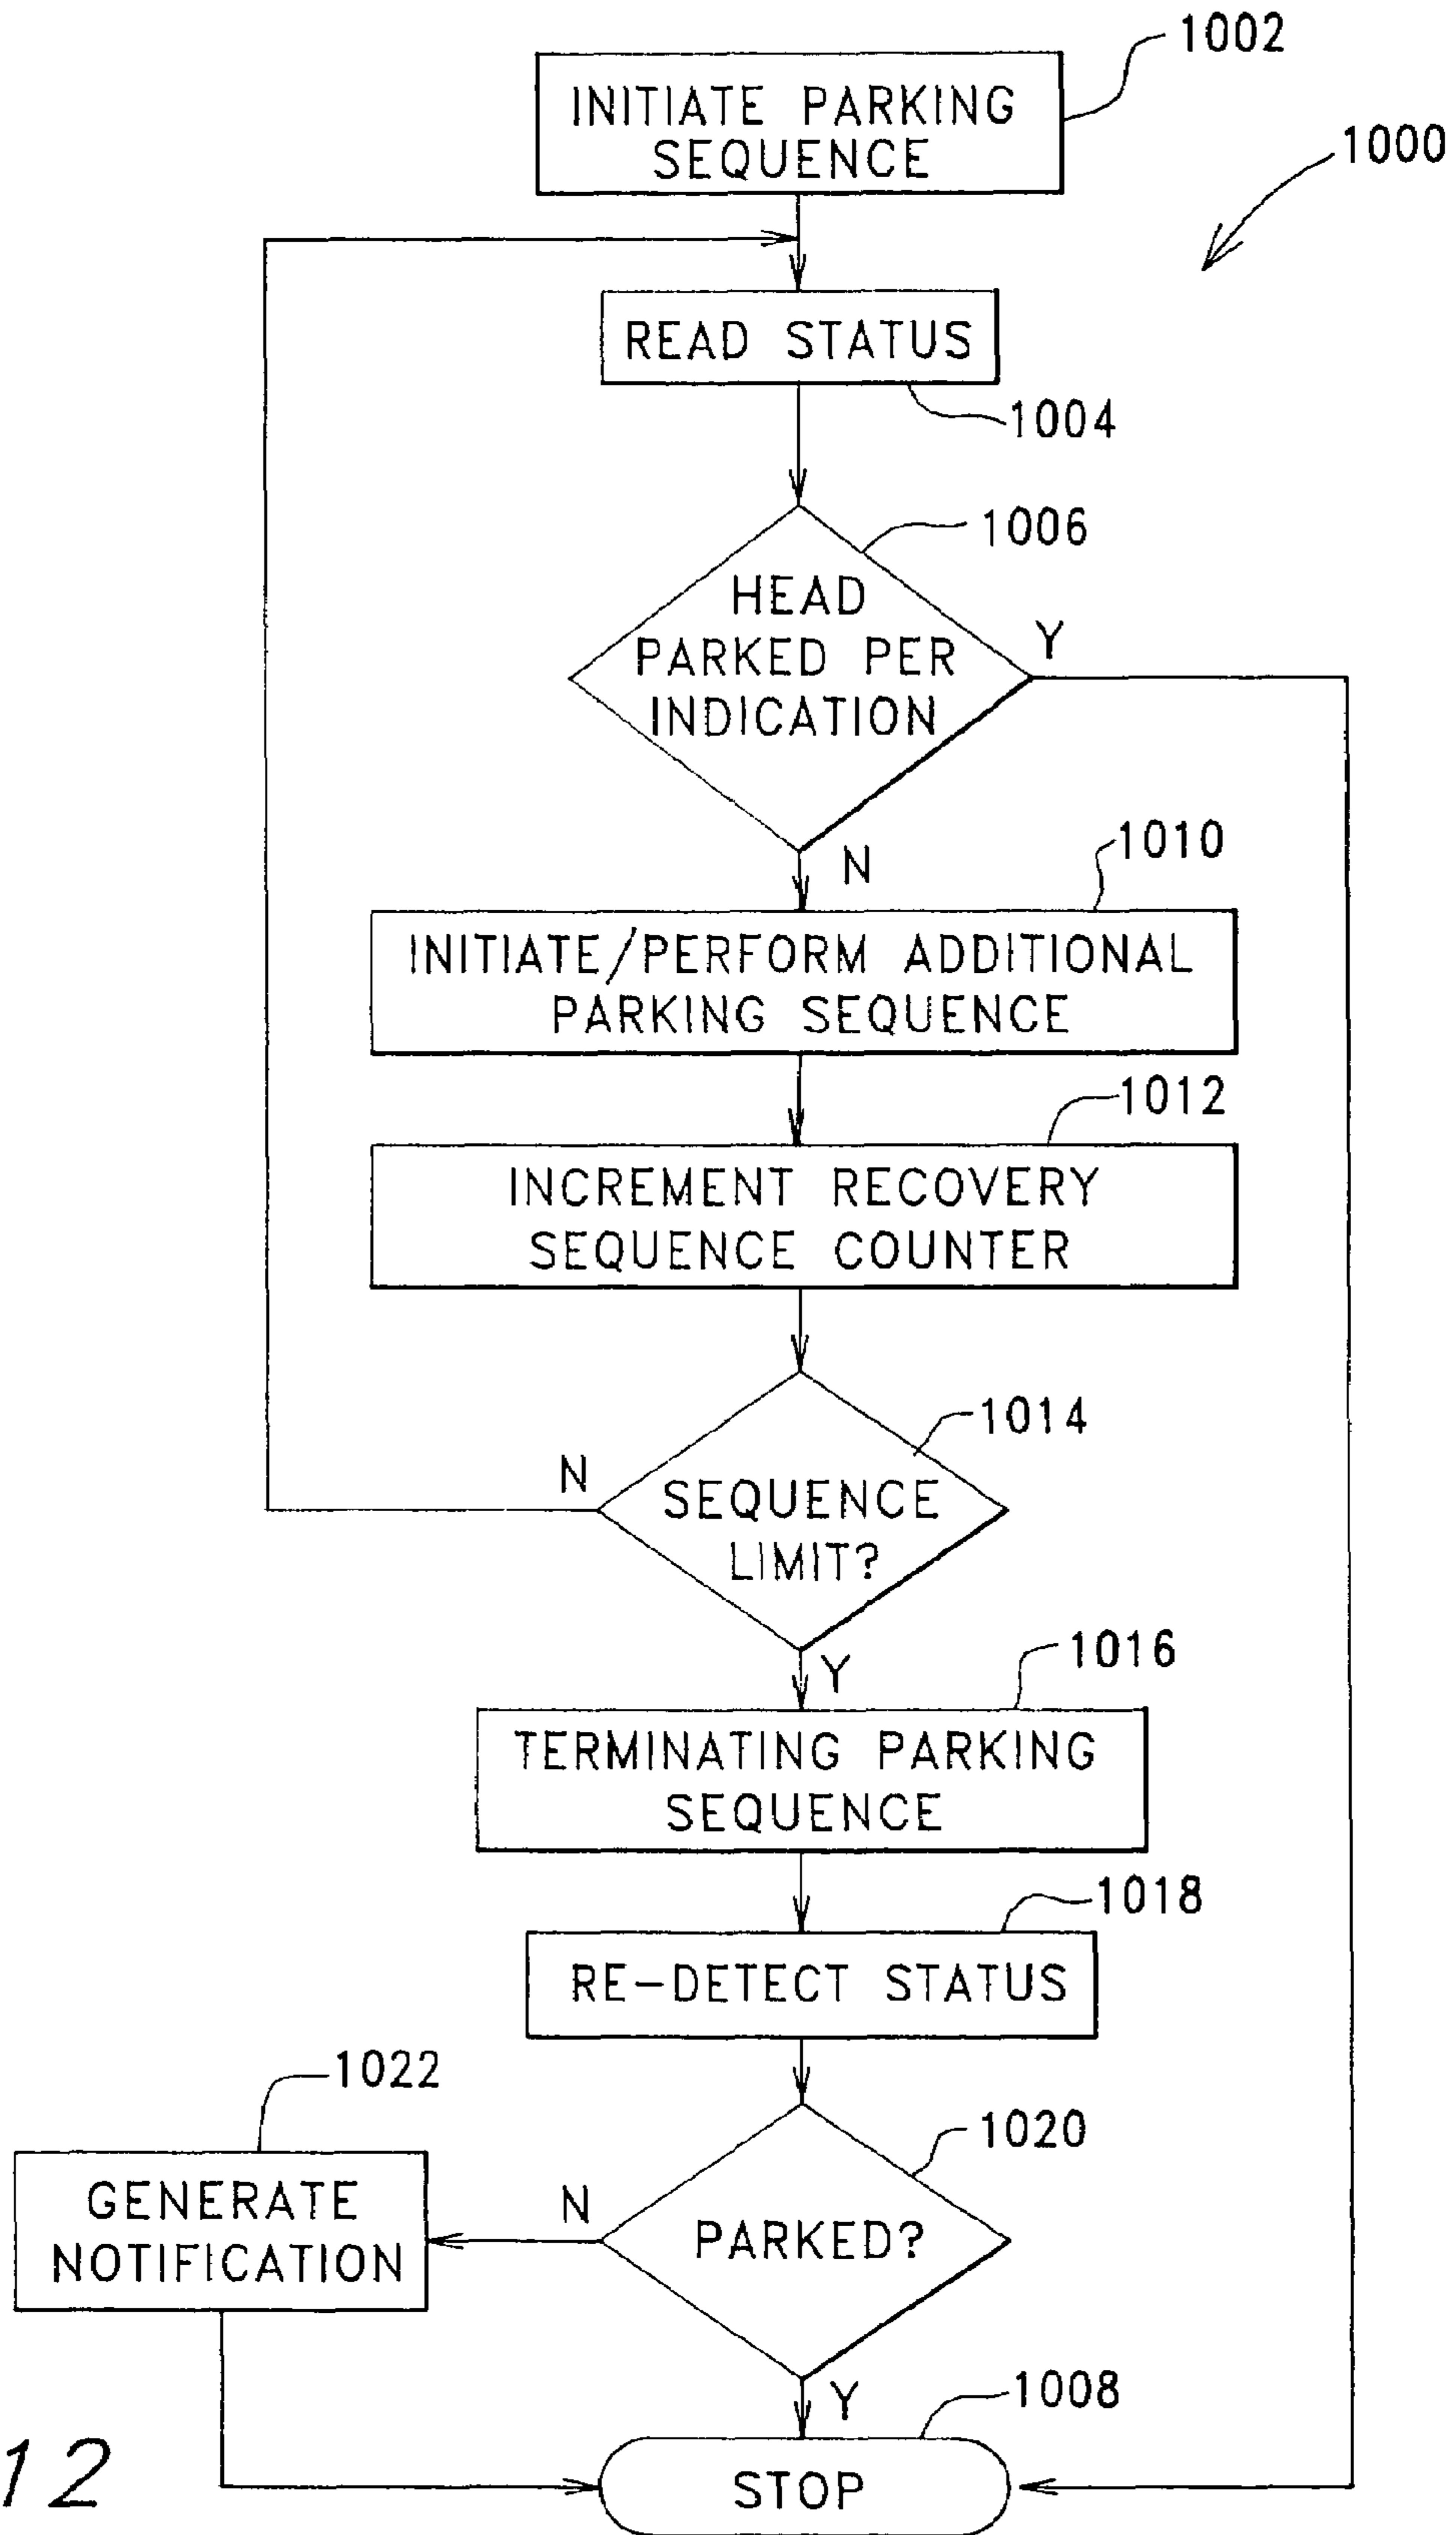 1002
INITIATE PARKING
SEQUENCE
1000
READ STATUS
1004
1006
HEAD
PARKED PER
INDICATION
Y
N
1010
INITIATE/PERFORM ADDITIONAL
PARKING SEQUENCE
1012
INCREMENT RECOVERY
SEQUENCE COUNTER
1014
N
SEQUENCE
LIMIT?
Y
1016
TERMINATING PARKING
SEQUENCE
1018
RE-DETECT STATUS
1022
1020
GENERATE
NOTIFICATION
N
PARKED?
Y
1008
STOP
12